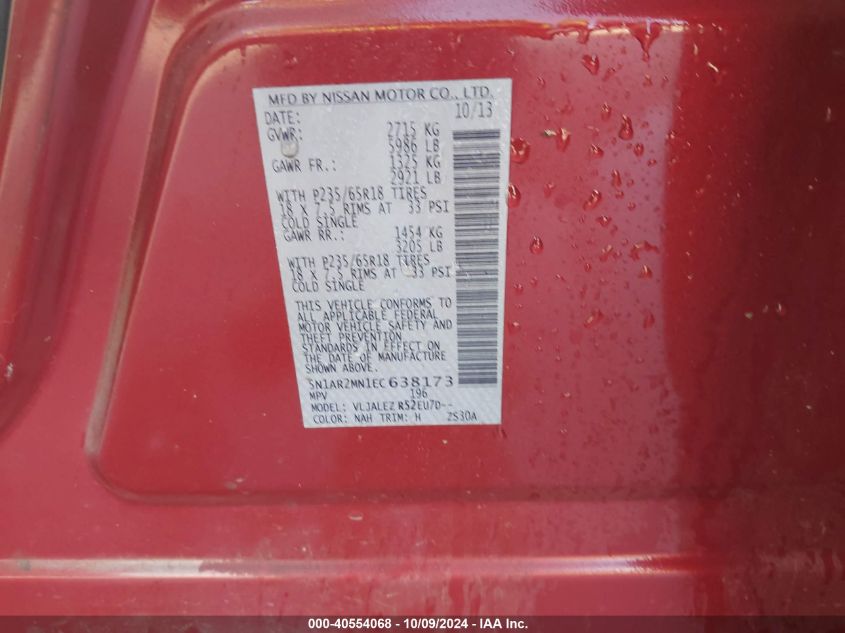 MFD BY NISSAN MOTOR CO., LTD.
DATE: 10/13
GVWR: 2715 KG
5986 LB
GAWR FR.: 1325 KG
2921 LB
WITH P235/65R18 TIRES
18 X 7.5 RIMS AT 33 PSI
COLD SINGLE
GAWR RR.: 1454 KG
3205 LB
WITH P235/65R18 TIRES
18 X 7.5 RIMS AT 33 PSI
COLD SINGLE
THIS VEHICLE CONFORMS TO
ALL APPLICABLE FEDERAL
MOTOR VEHICLE SAFETY AND
THEFT PREVENTION
STANDARDS IN EFFECT ON
THE DATE OF MANUFACTURE
SHOWN ABOVE.
5N1AR2MN1EC638173
MPV 196
MODEL: VLJALEZ R52EU7D--
COLOR: NAH TRIM: H 2S30A
000-40554068 - 10/09/2024 - IAA Inc.